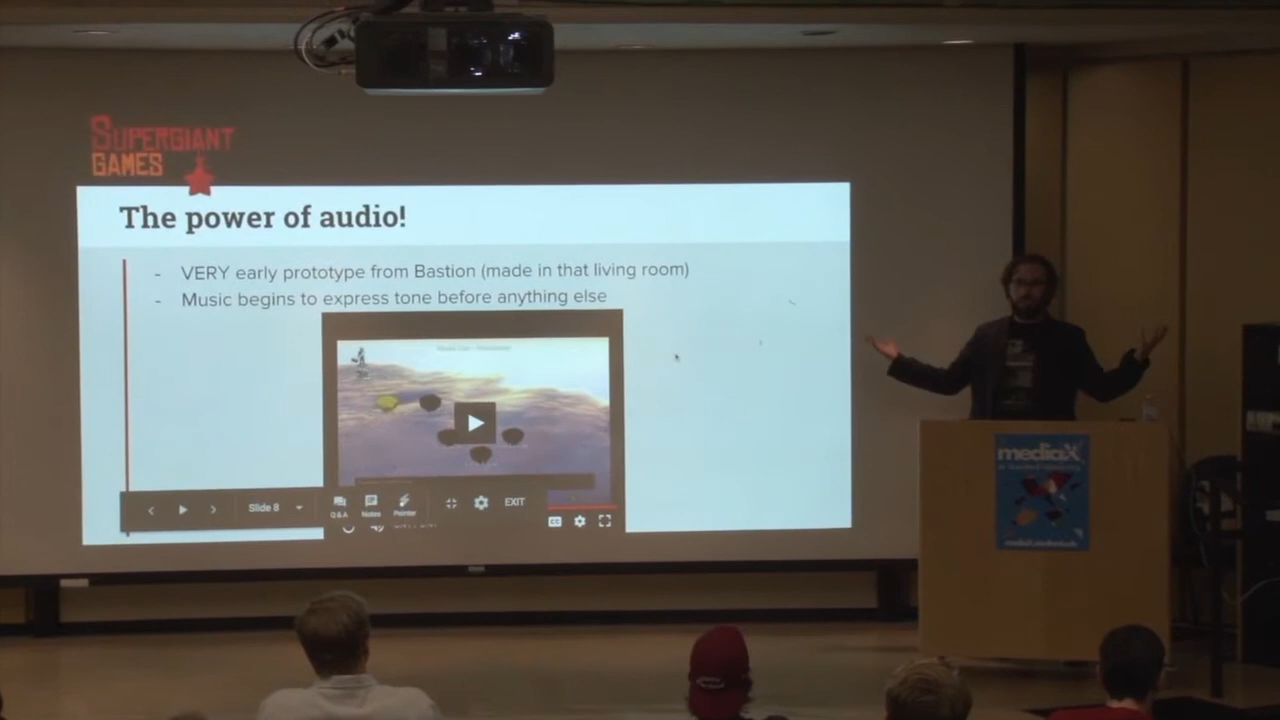 SUPERGIANT
GAMES
The power of audio!
- VERY early prototype from Bastion (made in that living room)
- Music begins to express tone before anything else
Slide 8
Q&A
Notes
Pointer
EXIT
CC
mediaX